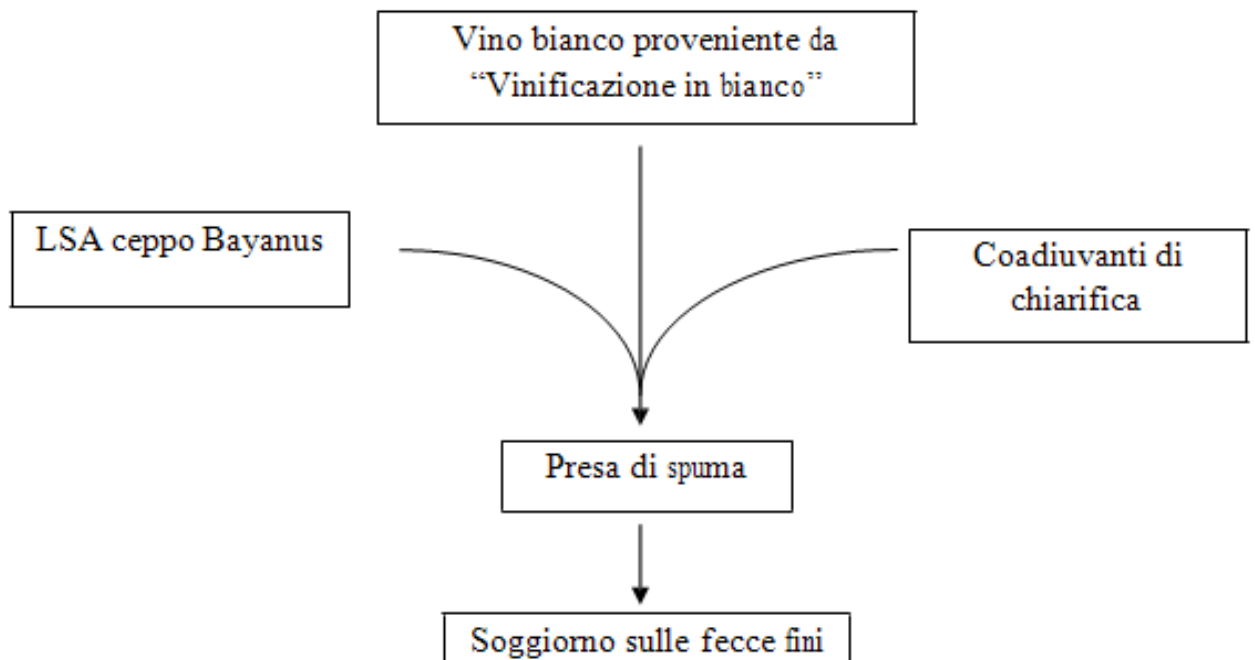 Vino bianco proveniente da
“Vinificazione in bianco”
LSA ceppo Bayanus
Coadiuvanti di
chiarifica
Presa di spuma
Soggiorno sulle fecce fini